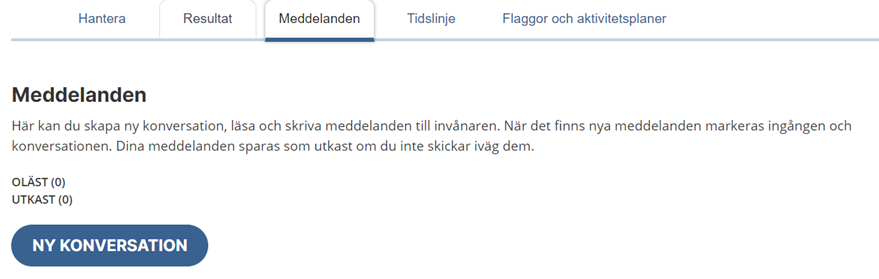 Hantera Resultat Meddelanden Tidslinje Flaggor och aktivitetsplaner
Meddelanden
Här kan du skapa ny konversation, läsa och skriva meddelanden till invånaren. När det finns nya meddelanden markeras ingången och
konversationen. Dina meddelanden sparas som utkast om du inte skickar iväg dem.
OLÄST (0)
UTKAST (0)
NY KONVERSATION